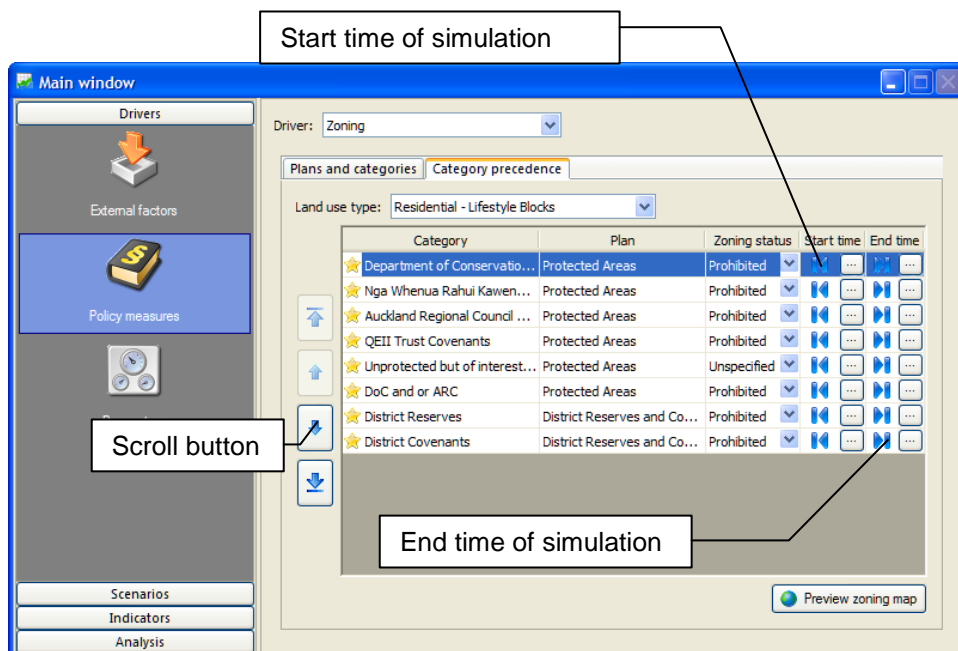 Start time of simulation
Main window
Drivers
External factors
Policy measures
Scenarios
Indicators
Analysis
Driver: Zoning
Plans and categories Category precedence
Land use type: Residential - Lifestyle Blocks
Category Plan Zoning status Start time End time
Department of Conservatio... Protected Areas Prohibited ... ...
Nga Whenua Rahui Kawen... Protected Areas Prohibited ... ...
Auckland Regional Council ... Protected Areas Prohibited ... ...
QEII Trust Covenants Protected Areas Prohibited ... ...
Unprotected but of interest... Protected Areas Unspecified ... ...
DoC and or ARC Protected Areas Prohibited ... ...
District Reserves District Reserves and Co... Prohibited ... ...
District Covenants District Reserves and Co... Prohibited ... ...
Scroll button
End time of simulation
Preview zoning map